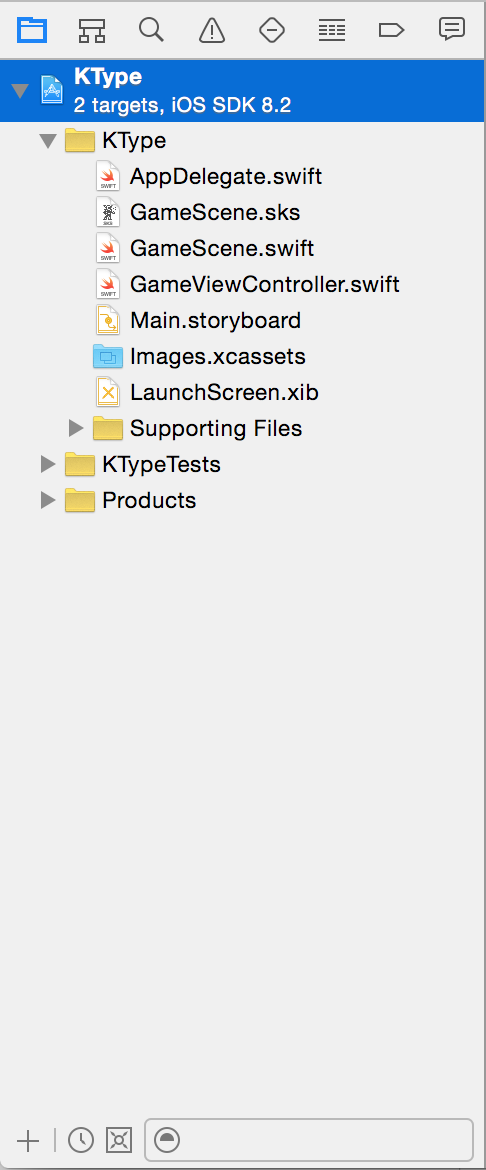 KType
2 targets, iOS SDK 8.2
KType
AppDelegate.swift
GameScene.sks
GameScene.swift
GameViewController.swift
Main.storyboard
Images.xcassets
LaunchScreen.xib
Supporting Files
KTypeTests
Products